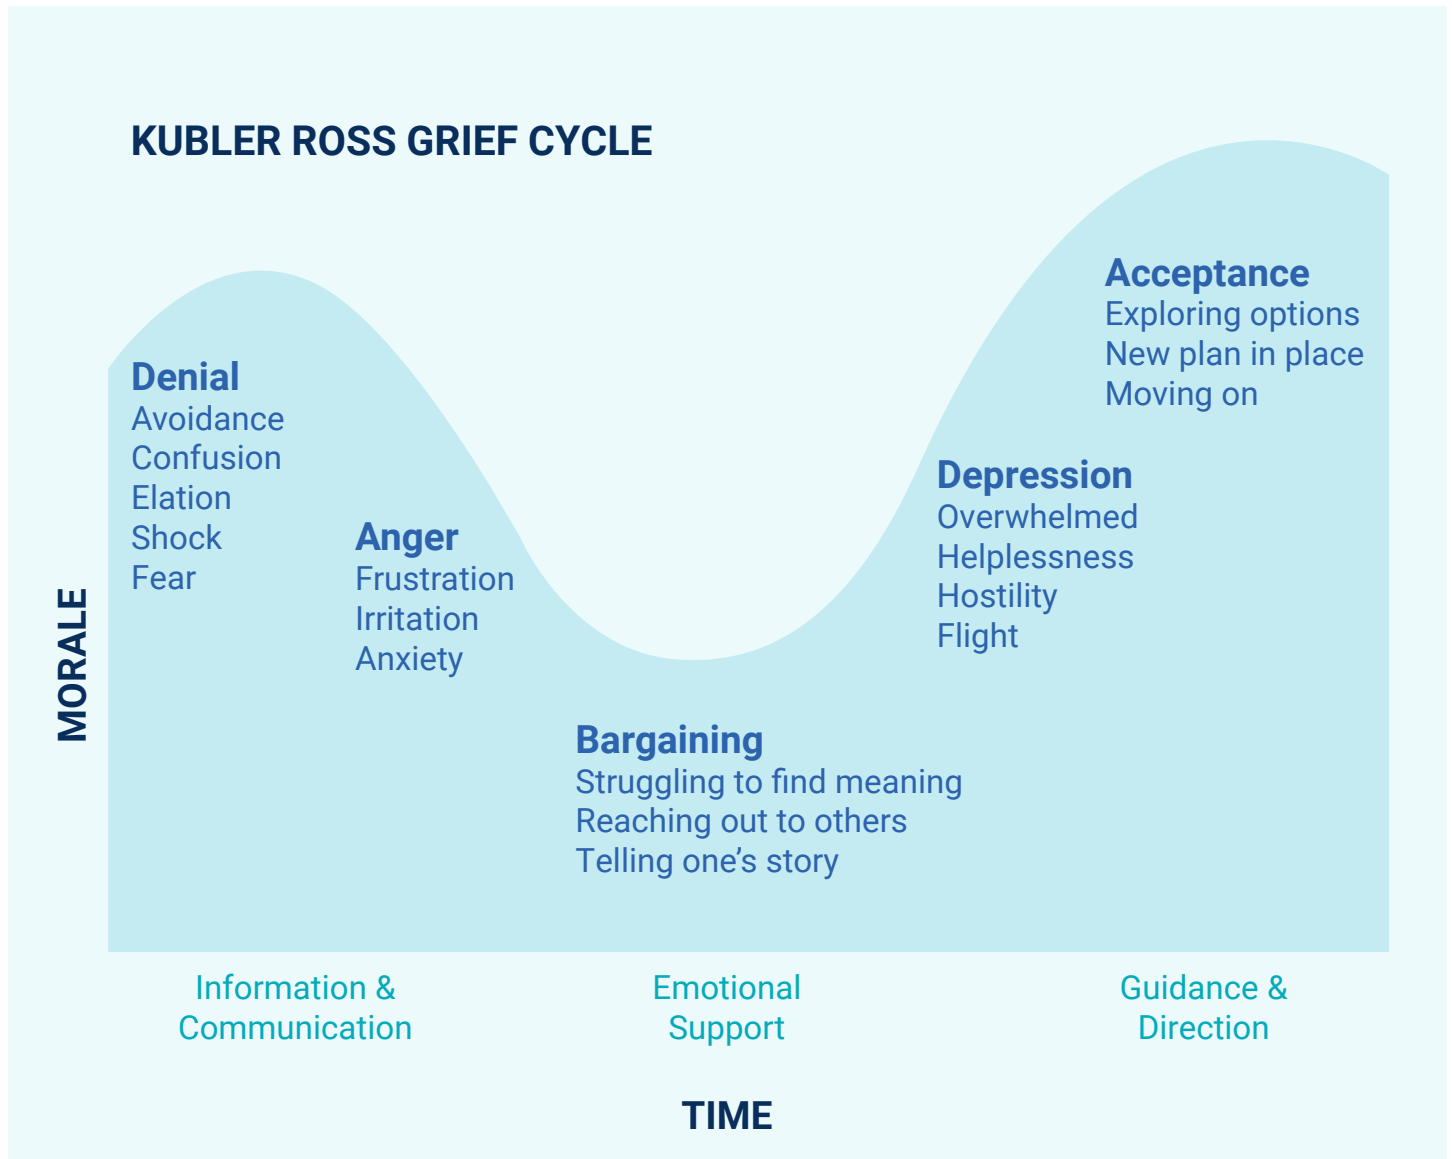 KUBLER ROSS GRIEF CYCLE
MORALE
Denial
Avoidance
Confusion
Elation
Shock
Fear
Anger
Frustration
Irritation
Anxiety
Bargaining
Struggling to find meaning
Reaching out to others
Telling one’s story
Depression
Overwhelmed
Helplessness
Hostility
Flight
Acceptance
Exploring options
New plan in place
Moving on
Information &
Communication
Emotional
Support
Guidance &
Direction
TIME